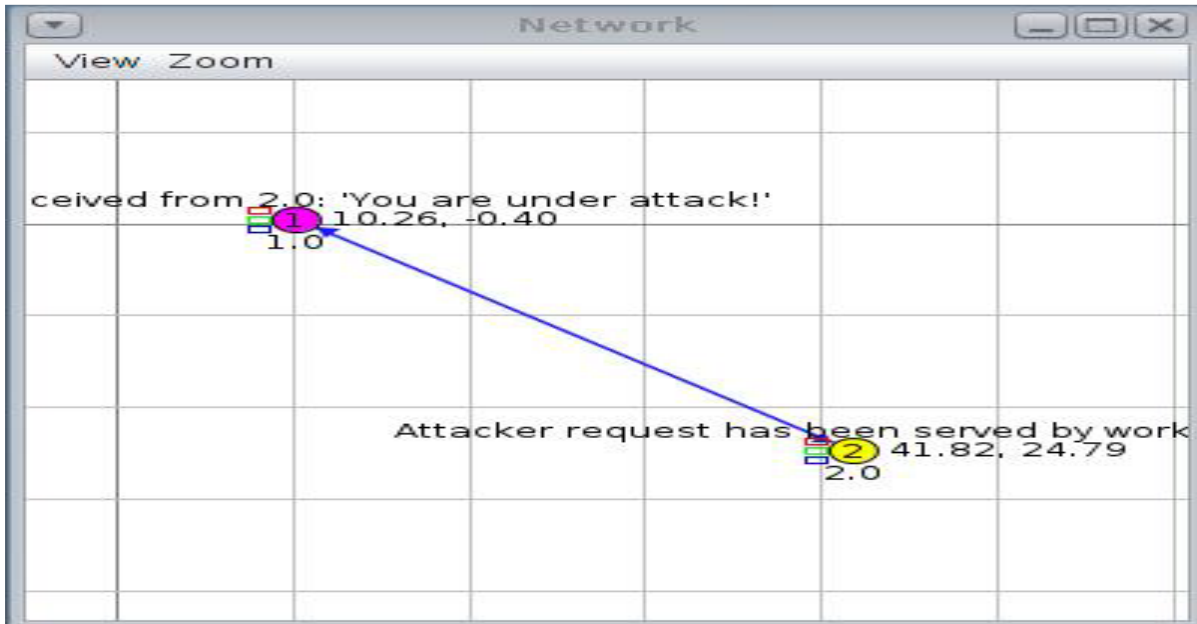 Network
View Zoom
ceived from 2.0: 'You are under attack!'
1 10.26, -0.40
1.0
Attacker request has been served by work
2 41.82, 24.79
2.0